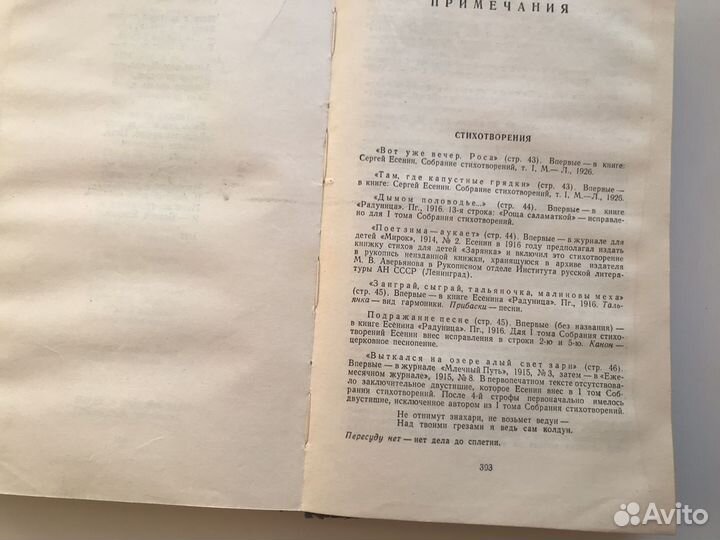 ПРИМЕЧАНИЯ
СТИХОТВОРЕНИЯ
«Вот уже вечер. Роса» (стр. 43). Впервые — в книге:
Сергей Есенин. Собрание стихотворений, т. I. М.—Л., 1926.
«Там, где капустные грядки» (стр. 43). Впервые —
в книге: Сергей Есенин. Собрание стихотворений, т. I. М.—Л., 1926.
«Дымом половодье...» (стр. 44). Впервые — в книге
«Радуница». Пг., 1916. 13-я строка: «Роща саламаткой» — исправле-
но для I тома Собрания стихотворений.
«Поет зима — аукает» (стр. 44). Впервые — в журнале для
детей «Мирок», 1914, № 2. Есенин в 1916 году предполагал издать
книжку стихов для детей «Зарянка» и включил это стихотворение
в рукопись неизданной книжки, хранящуюся в архиве издателя
М. В. Аверьянова в Рукописном отделе Института русской литера-
туры АН СССР (Ленинград).
«Заиграй, сыграй, тальяночка, малиновы меха»
(стр. 45). Впервые — в книге Есенина «Радуница». Пг., 1916. Таль-
янка — вид гармоники. Прибаски — песни.
Подражанье песне (стр. 45). Впервые (без названия) —
в книге Есенина «Радуница». Пг., 1916. Для I тома Собрания стихо-
творений Есенин внес исправления в строки 2-ю и 5-ю. Канон —
церковное песнопение.
«Выткался на озере алый свет зари» (стр. 46).
Впервые — в журнале «Млечный Путь», 1915, № 3, затем — в «Еже-
месячном журнале», 1915, № 8. В первопечатном тексте отсутствова-
ло заключительное двустишие, которое Есенин внес в I том Соб-
рания стихотворений. После 4-й строфы первоначально имелось
двустишие, исключенное автором из I тома Собрания стихотворений.
Не отнимут знахари, не возьмет ведун —
Над твоими грезами я ведь сам колдун.
Пересуду нет — нет дела до сплетни.
393
Avito